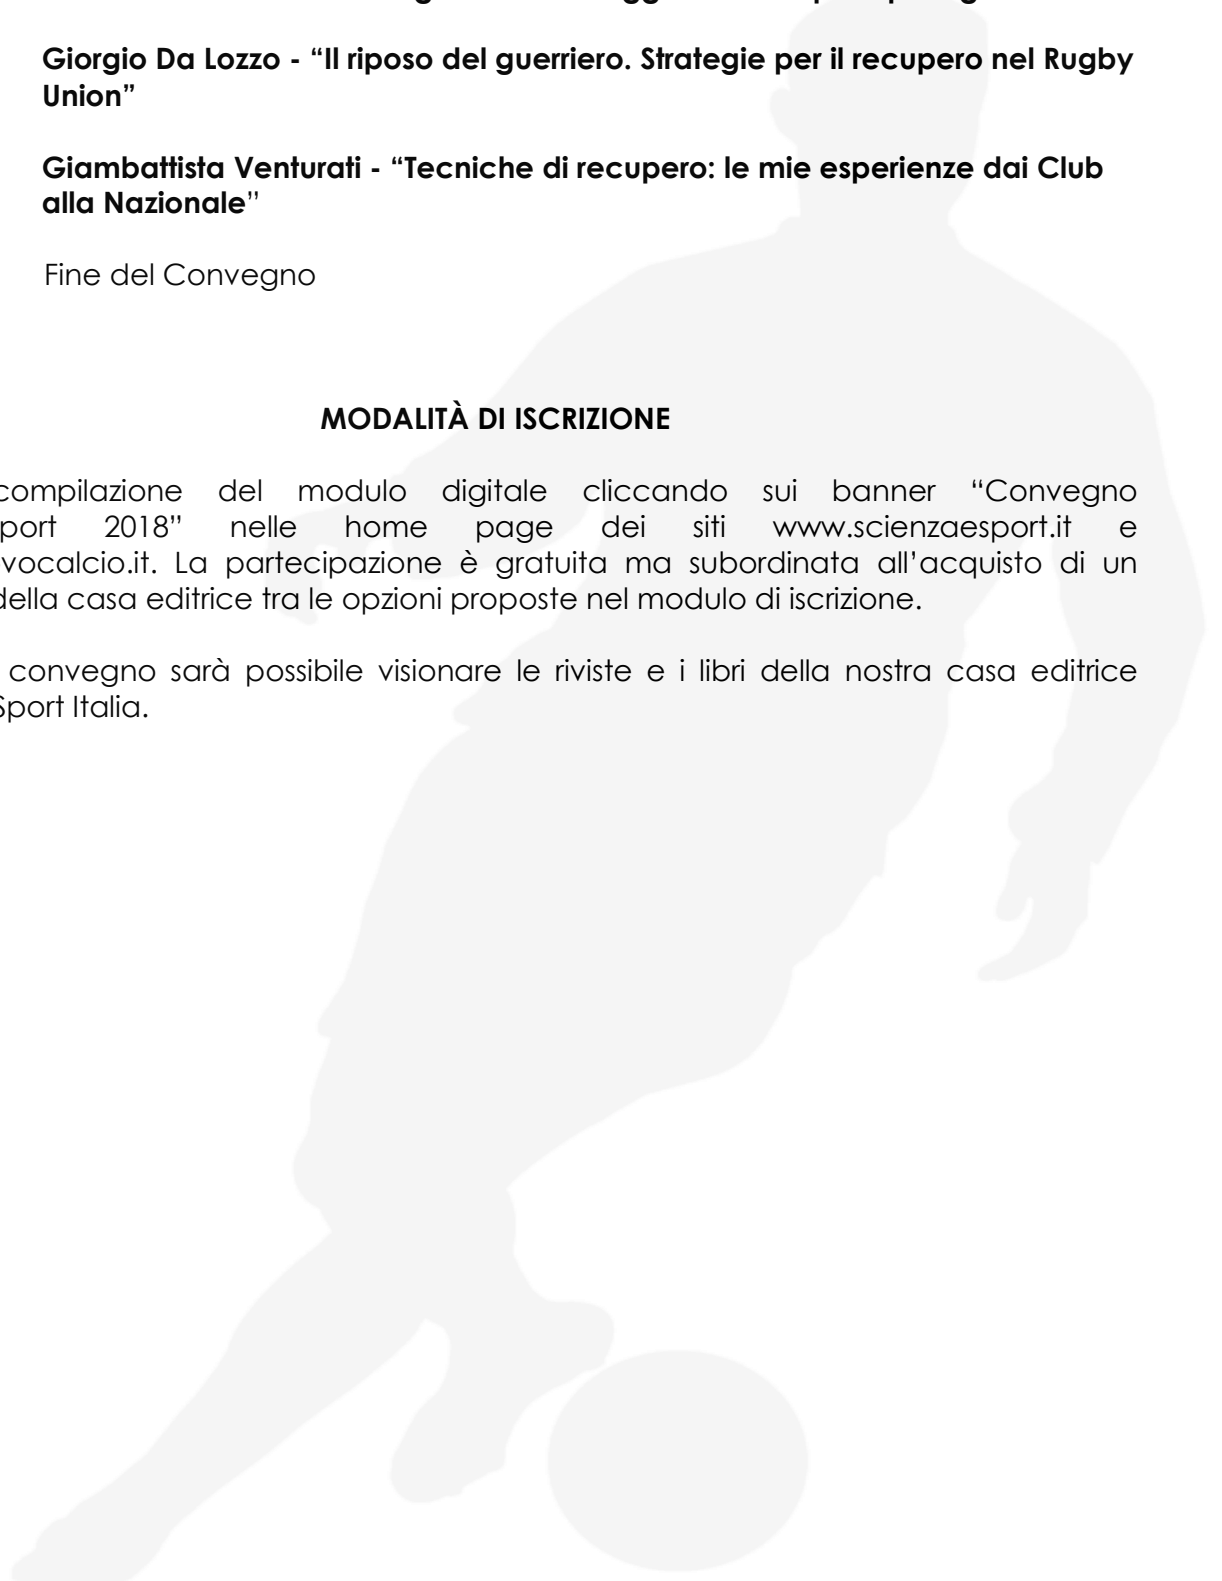 Giorgio Da Lozzo - “Il riposo del guerriero. Strategie per il recupero nel Rugby
Union”
Giambattista Venturati - “Tecniche di recupero: le mie esperienze dai Club
alla Nazionale”
Fine del Convegno
MODALITÀ DI ISCRIZIONE
compilazione del modulo digitale cliccando sui banner “Convegno
port 2018” nelle home page dei siti www.scienzaesport.it e
vocalcio.it. La partecipazione è gratuita ma subordinata all’acquisto di un
della casa editrice tra le opzioni proposte nel modulo di iscrizione.
convegno sarà possibile visionare le riviste e i libri della nostra casa editrice
Sport Italia.